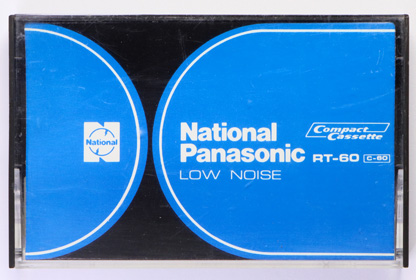 National
National
Panasonic
LOW NOISE
Compact
Cassette
RT-60 C-60